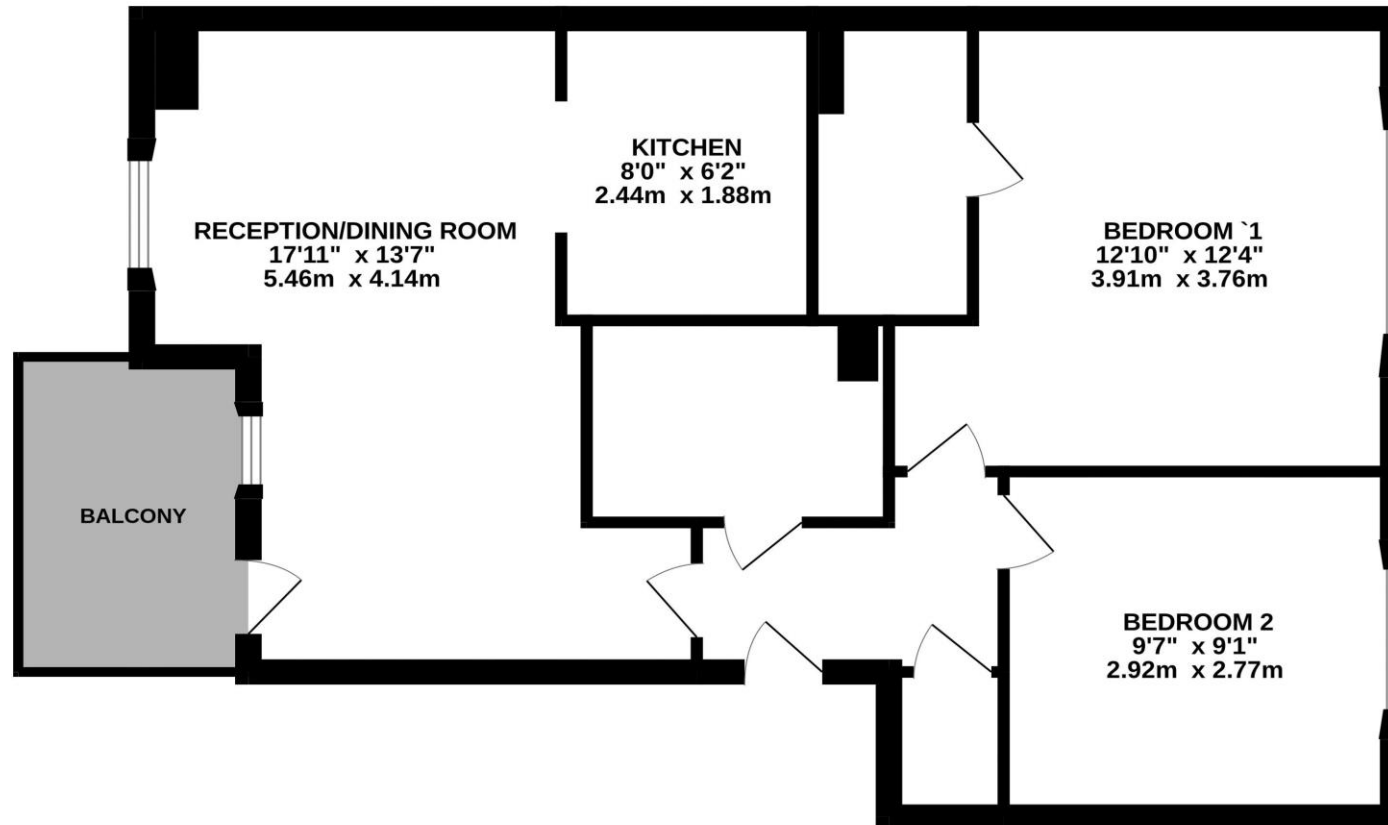 KITCHEN
8'0" x 6'2"
2.44m x 1.88m
RECEPTION/DINING ROOM
17'11" x 13'7"
5.46m x 4.14m
BEDROOM `1
12'10" x 12'4"
3.91m x 3.76m
BALCONY
BEDROOM 2
9'7" x 9'1"
2.92m x 2.77m